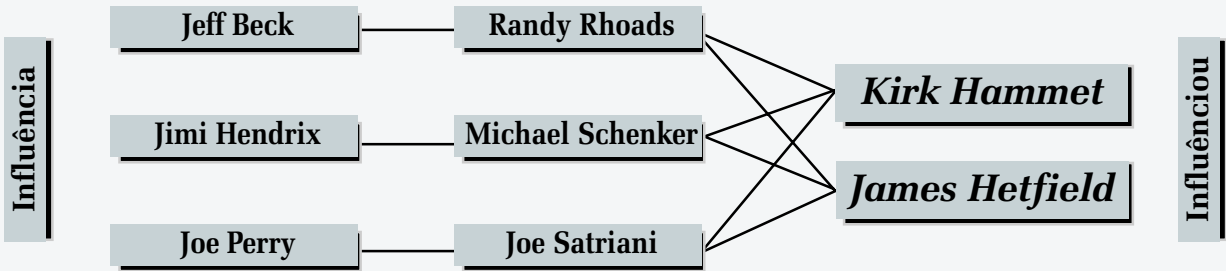 Influência
Jeff Beck
Randy Rhoads
Jimi Hendrix
Michael Schenker
Joe Perry
Joe Satriani
Kirk Hammet
James Hetfield
Influênciou